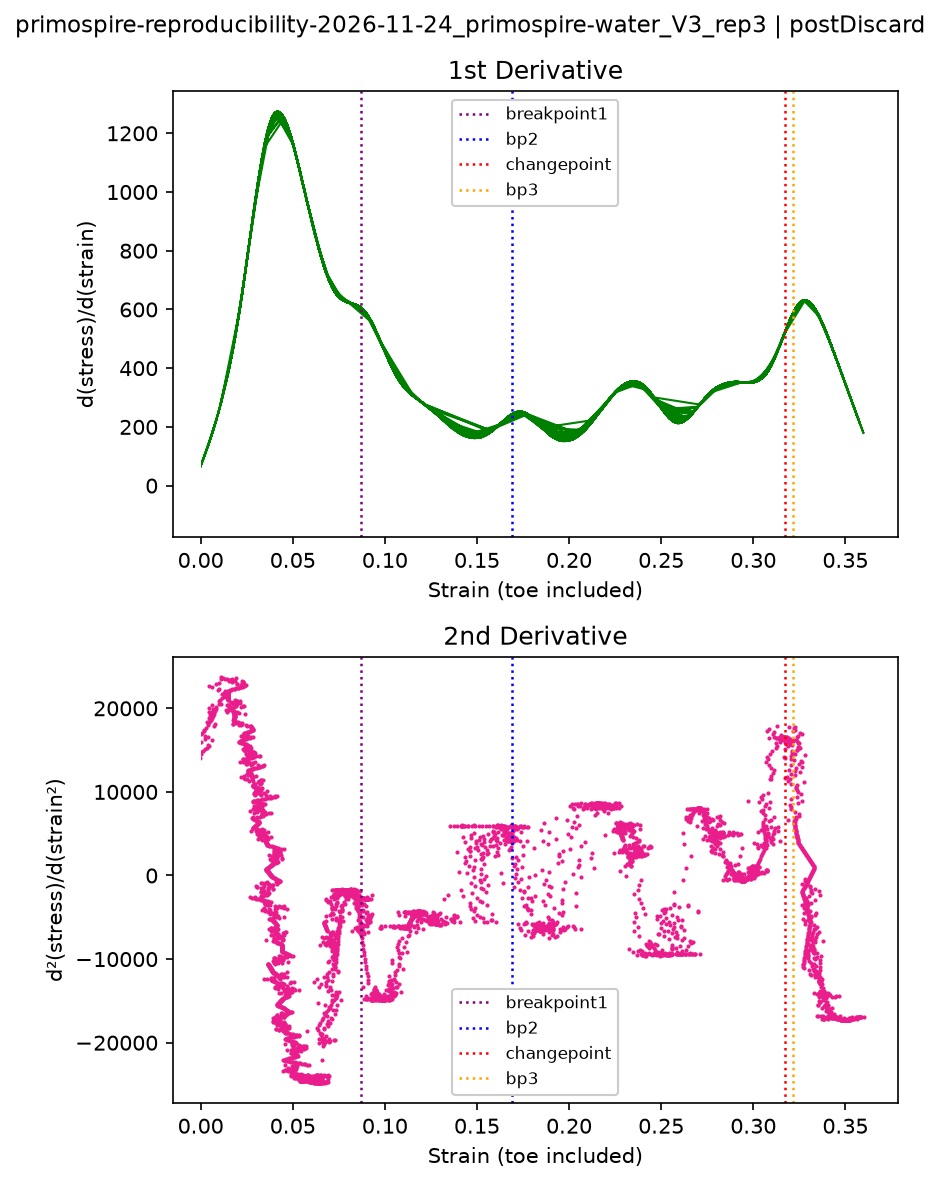 primospire-reproducibility-2026-11-24_primospire-water_V3_rep3 | postDiscard
1st Derivative
d(stress)/d(strain)
1200
1000
800
600
400
200
0
breakpoint1
bp2
changepoint
bp3
0.00 0.05 0.10 0.15 0.20 0.25 0.30 0.35
Strain (toe included)
2nd Derivative
d²(stress)/d(strain²)
20000
10000
0
−10000
−20000
breakpoint1
bp2
changepoint
bp3
0.00 0.05 0.10 0.15 0.20 0.25 0.30 0.35
Strain (toe included)